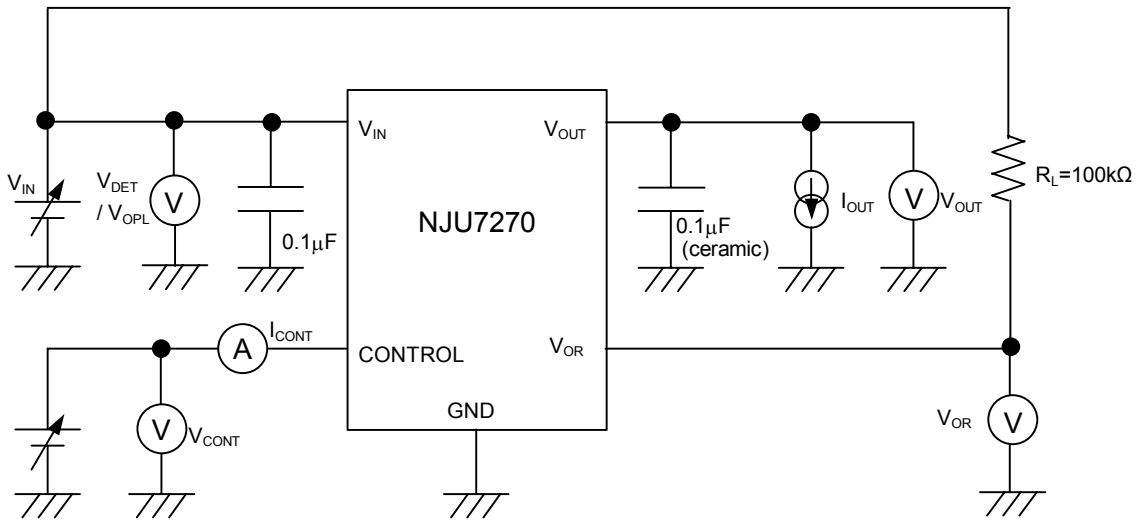 V_IN
V_OUT
V_IN
V_DET
/ V_OPL
V
0.1μF
NJU7270
0.1μF
(ceramic)
I_OUT
V
V_OUT
R_L=100kΩ
I_CONT
A
CONTROL
V_OR
V
V_CONT
GND
V_OR
V